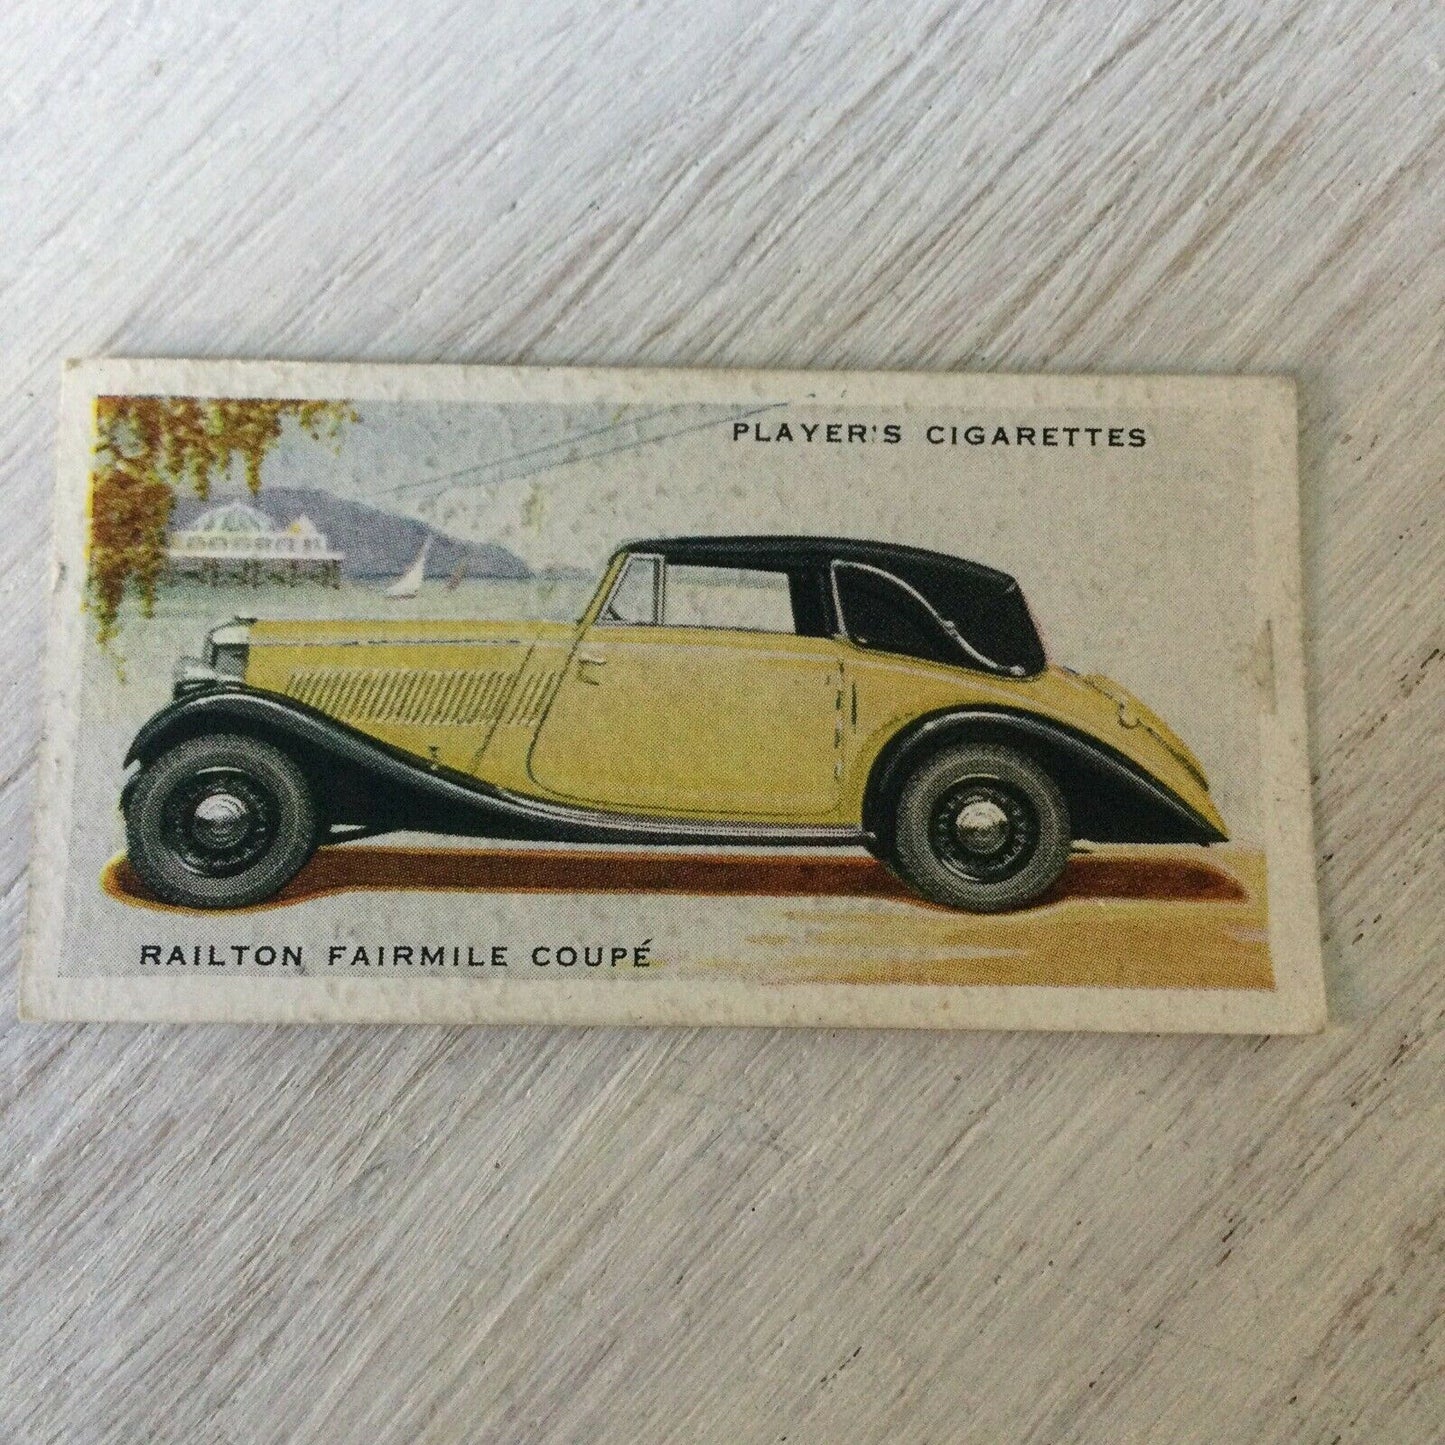 PLAYER'S CIGARETTES
RAILTON FAIRMILE COUPÉ